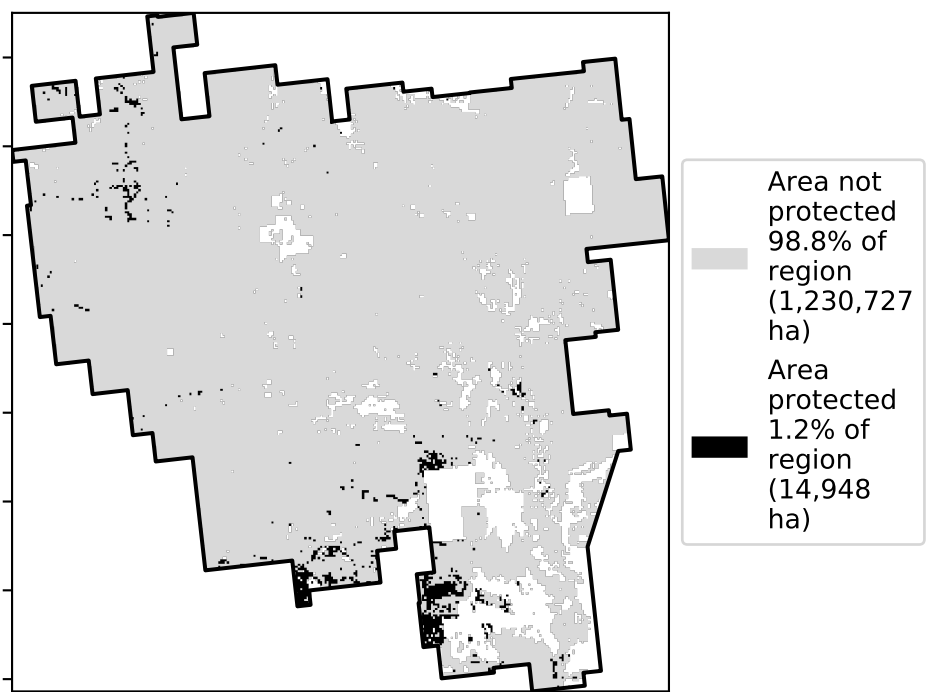 Area not
protected
98.8% of
region
(1,230,727
ha)
Area
protected
1.2% of
region
(14,948
ha)